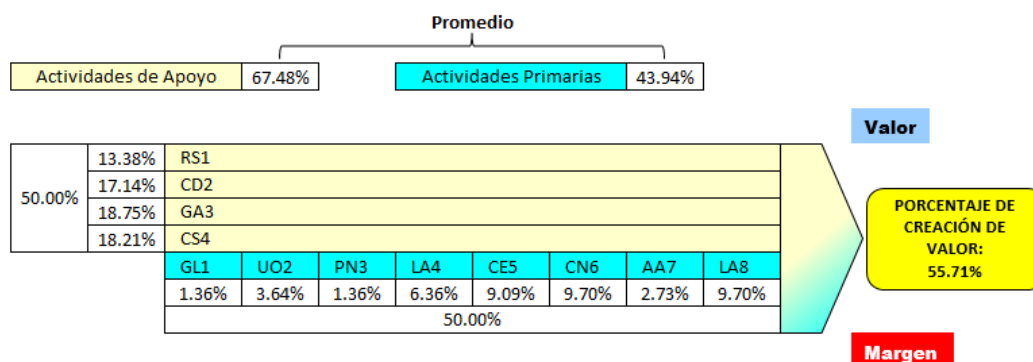 Promedio
Actividades de Apoyo 67.48% Actividades Primarias 43.94%
Valor
50.00%
13.38% RS1
17.14% CD2
18.75% GA3
18.21% CS4
GL1 UO2 PN3 LA4 CE5 CN6 AA7 LA8
1.36% 3.64% 1.36% 6.36% 9.09% 9.70% 2.73% 9.70%
50.00%
PORCENTAJE DE
CREACIÓN DE
VALOR:
55.71%
Margen